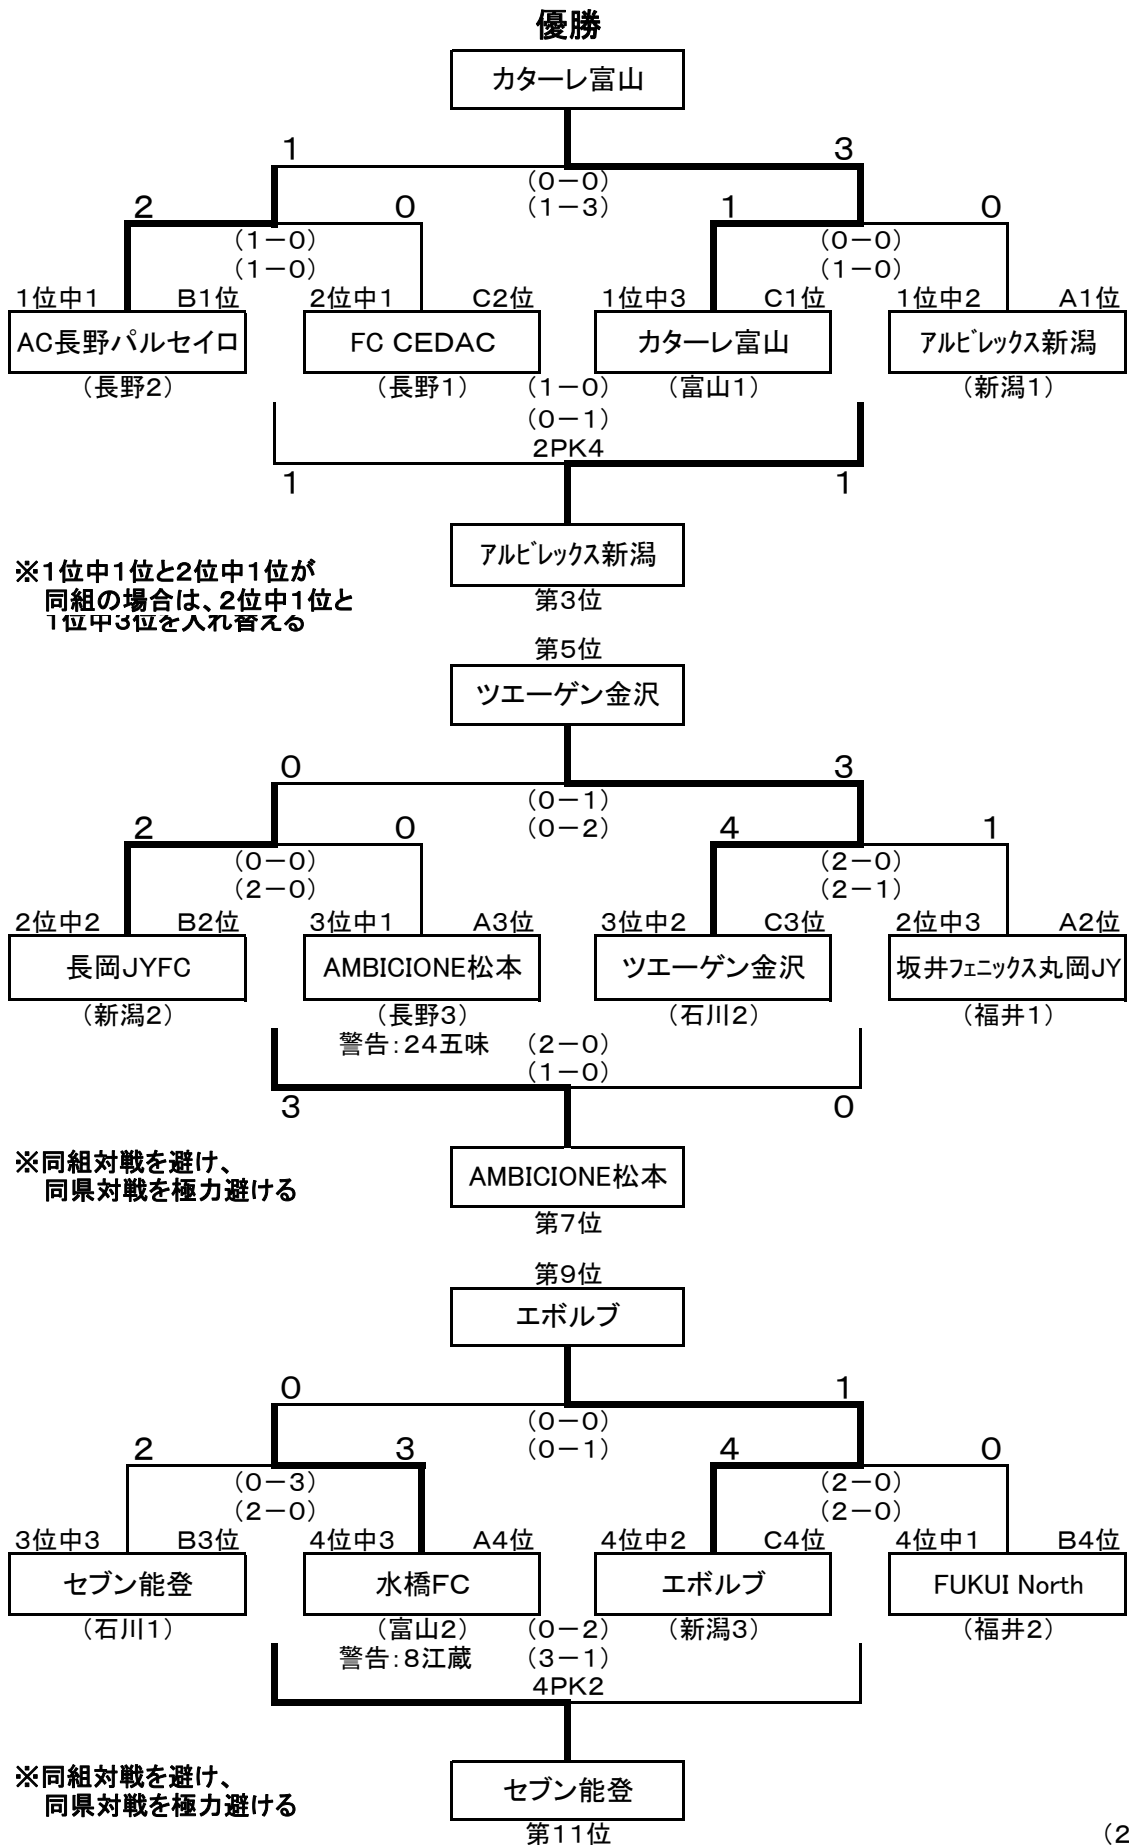 優勝
カターレ富山
1 3
(0－0)
(1－3)
2 0 1 0
(1－0) (0－0)
(1－0) (1－0)
1位中1 B1位 2位中1 C2位 1位中3 C1位 1位中2 A1位
AC長野パルセイロ FC CEDAC カターレ富山 アルビレックス新潟
(長野2) (長野1) (1－0) (富山1) (新潟1)
(0－1)
2PK4
1 1
アルビレックス新潟
第3位
※1位中1位と2位中1位が
同組の場合は、2位中1位と
1位中3位を入れ替える
第5位
ツエーゲン金沢
0 3
(0－1)
(0－2)
2 0 4 1
(0－0) (2－0)
(2－0) (2－1)
2位中2 B2位 3位中1 A3位 3位中2 C3位 2位中3 A2位
長岡JYFC AMBICIONE松本 ツエーゲン金沢 坂井フェニックス丸岡JY
(新潟2) (長野3) (石川2) (福井1)
警告:24五味 (2－0)
(1－0)
3 0
※同組対戦を避け、
同県対戦を極力避ける
AMBICIONE松本
第7位
第9位
エボルブ
0 1
(0－0)
(0－1)
2 3 4 0
(0－3) (2－0)
(2－0) (2－0)
3位中3 B3位 4位中3 A4位 4位中2 C4位 4位中1 B4位
セブン能登 水橋FC エボルブ FUKUI North
(石川1) (富山2) (0－2) (新潟3) (福井2)
警告:8江蔵 (3－1)
4PK2
※同組対戦を避け、
同県対戦を極力避ける
セブン能登
第11位
(2